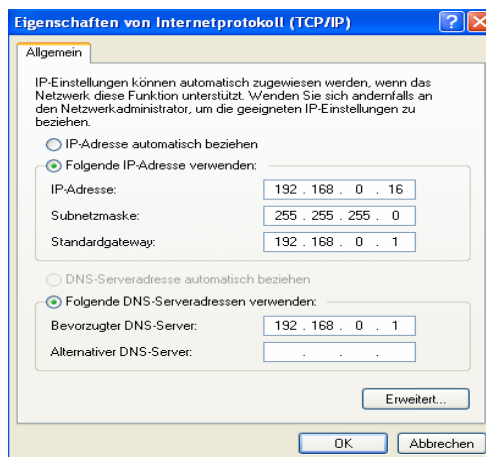 Eigenschaften von Internetprotokoll (TCP/IP)
Allgemein
IP-Einstellungen können automatisch zugewiesen werden, wenn das
Netzwerk diese Funktion unterstützt. Wenden Sie sich andernfalls an
den Netzwerkadministrator, um die geeigneten IP-Einstellungen zu
beziehen.
IP-Adresse automatisch beziehen
Folgende IP-Adresse verwenden:
IP-Adresse: 192 . 168 . 0 . 16
Subnetzmaske: 255 . 255 . 255 . 0
Standardgateway: 192 . 168 . 0 . 1
DNS-Serveradresse automatisch beziehen
Folgende DNS-Serveradressen verwenden:
Bevorzugter DNS-Server: 192 . 168 . 0 . 1
Alternativer DNS-Server: . . .
Erweitert...
OK Abbrechen